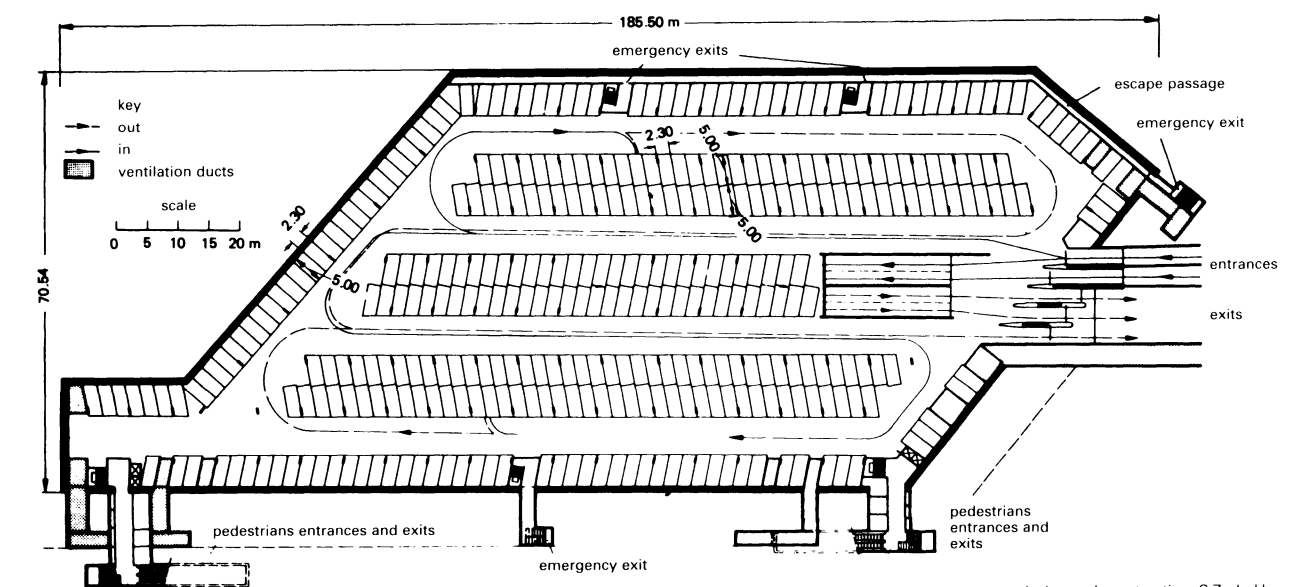 185.50 m
emergency exits
escape passage
key
out
in
ventilation ducts
emergency exit
2.30
5.00
scale
0 5 10 15 20 m
2.30
5.00
5.00
70.54
entrances
exits
pedestrians entrances and exits
pedestrians
entrances and
exits
emergency exit